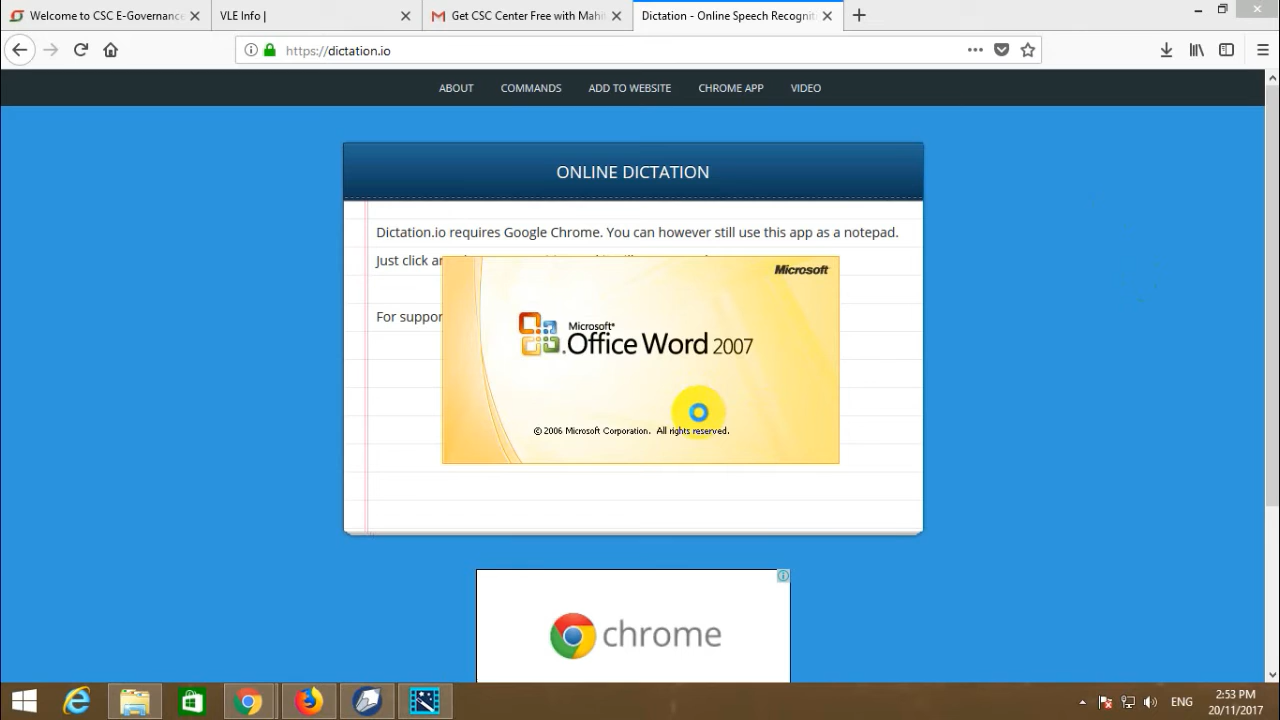 Welcome to CSC E-Governance
VLE Info |
Get CSC Center Free with Mahi
Dictation - Online Speech Recogniti
https://dictation.io
ABOUT COMMANDS ADD TO WEBSITE CHROME APP VIDEO
ONLINE DICTATION
Dictation.io requires Google Chrome. You can however still use this app as a notepad.
Just click an
For suppor
Microsoft
Microsoft®
Office Word 2007
© 2006 Microsoft Corporation. All rights reserved.
chrome
ENG
2:53 PM
20/11/2017